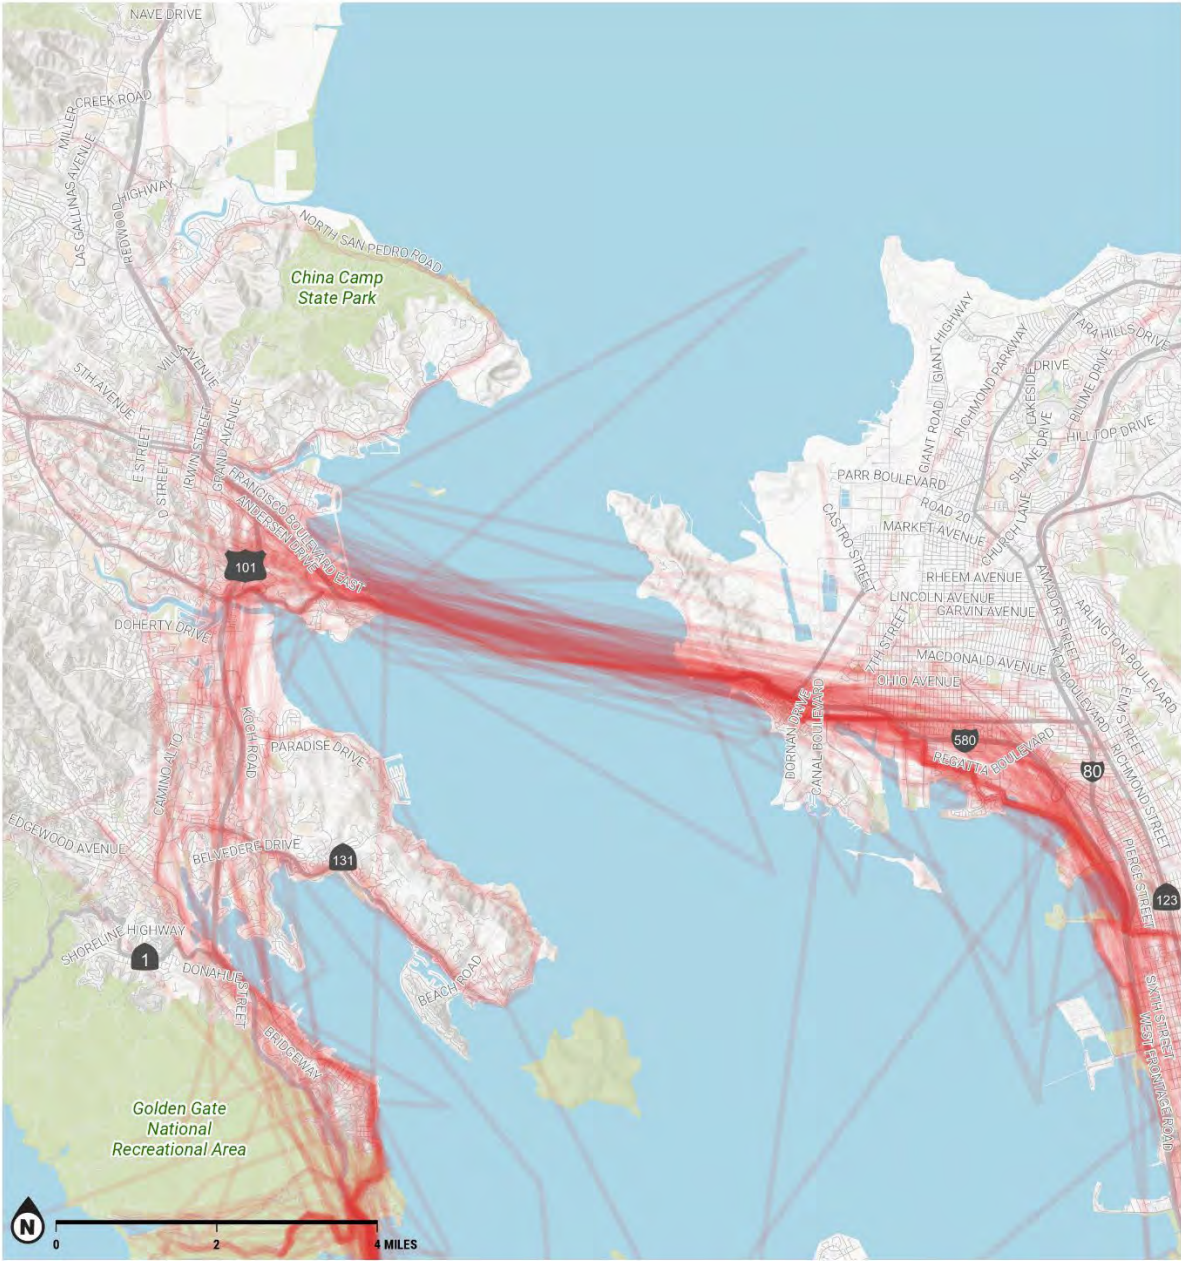 NAVE DRIVE
CREEK ROAD
MILLER
LAS GALLINAS AVENUE
HIGHWAY
REDWOOD
NORTH SAN PEDRO ROAD
China Camp
State Park
VILLA AVENUE
5TH AVENUE
E STREET
D STREET
IRWIN STREET
GRAND AVENUE
FRANCISCO BOULEVARD EAST
ANDERSEN DRIVE
101
DOHERTY DRIVE
GIANT HIGHWAY
GIANT ROAD
RICHMOND PARKWAY
TARA HILLS DRIVE
LAKESIDE
DRIVE
BLUME DRIVE
SHANE DRIVE
HILLTOP DRIVE
PARR BOULEVARD
ROAD 20
MARKET AVENUE
CHURCH LANE
CASTRO STREET
RHEEM AVENUE
LINCOLN AVENUE
GARVIN AVENUE
AMADOR STREET
ARLINGTON BOULEVARD
7TH STREET
MACDONALD AVENUE
OHIO AVENUE
KEY BOULEVARD
ELM STREET
RICHMOND STREET
DORNAN DRIVE
CANAL BOULEVARD
580
REGATTA BOULEVARD
80
KOCH ROAD
PARADISE DRIVE
CAMINO ALTO
EDGEWOOD AVENUE
BELVEDERE DRIVE
131
PIERCE STREET
123
SHORELINE HIGHWAY
1
DONAHUE
STREET
BEACH ROAD
BRIDGEWAY
SIXTH STREET
WEST FRONTAGE ROAD
Golden Gate
National
Recreational Area
N
0 2 4 MILES